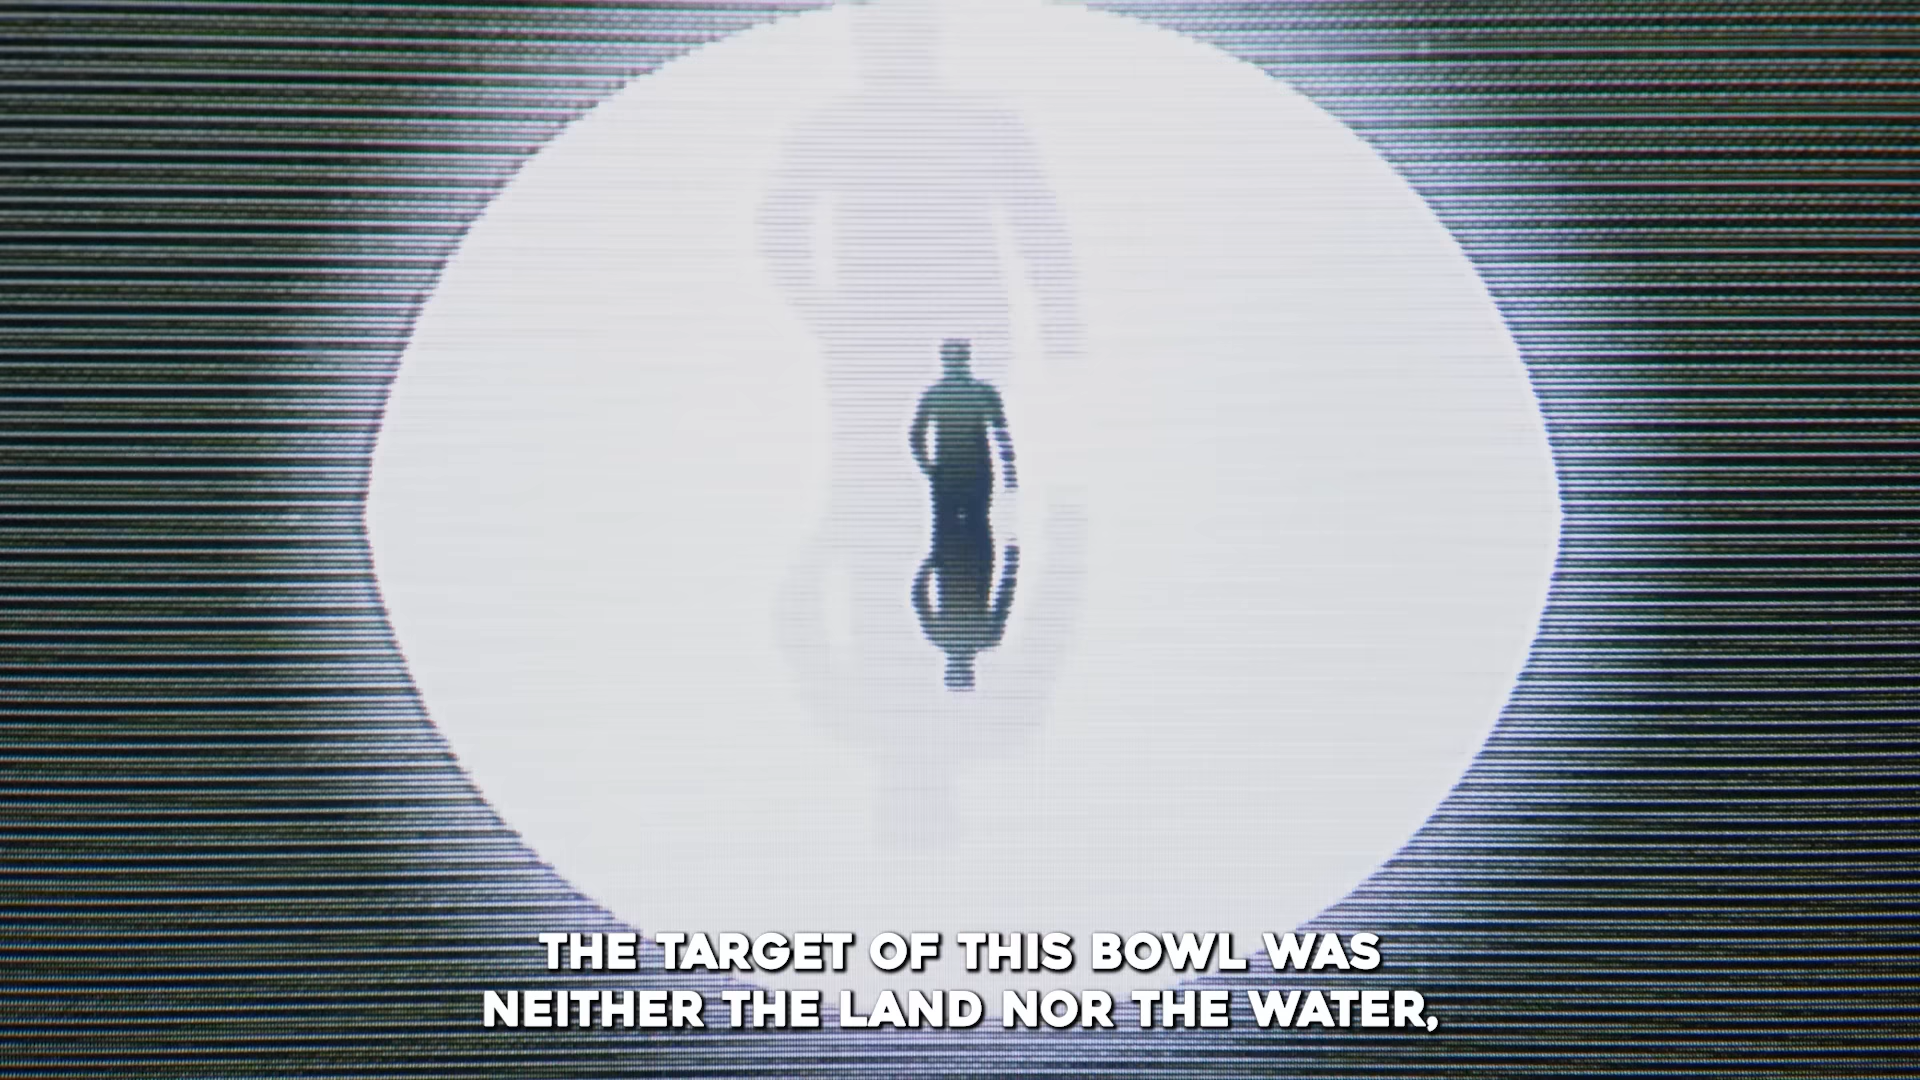 THE TARGET OF THIS BOWL WAS
NEITHER THE LAND NOR THE WATER,